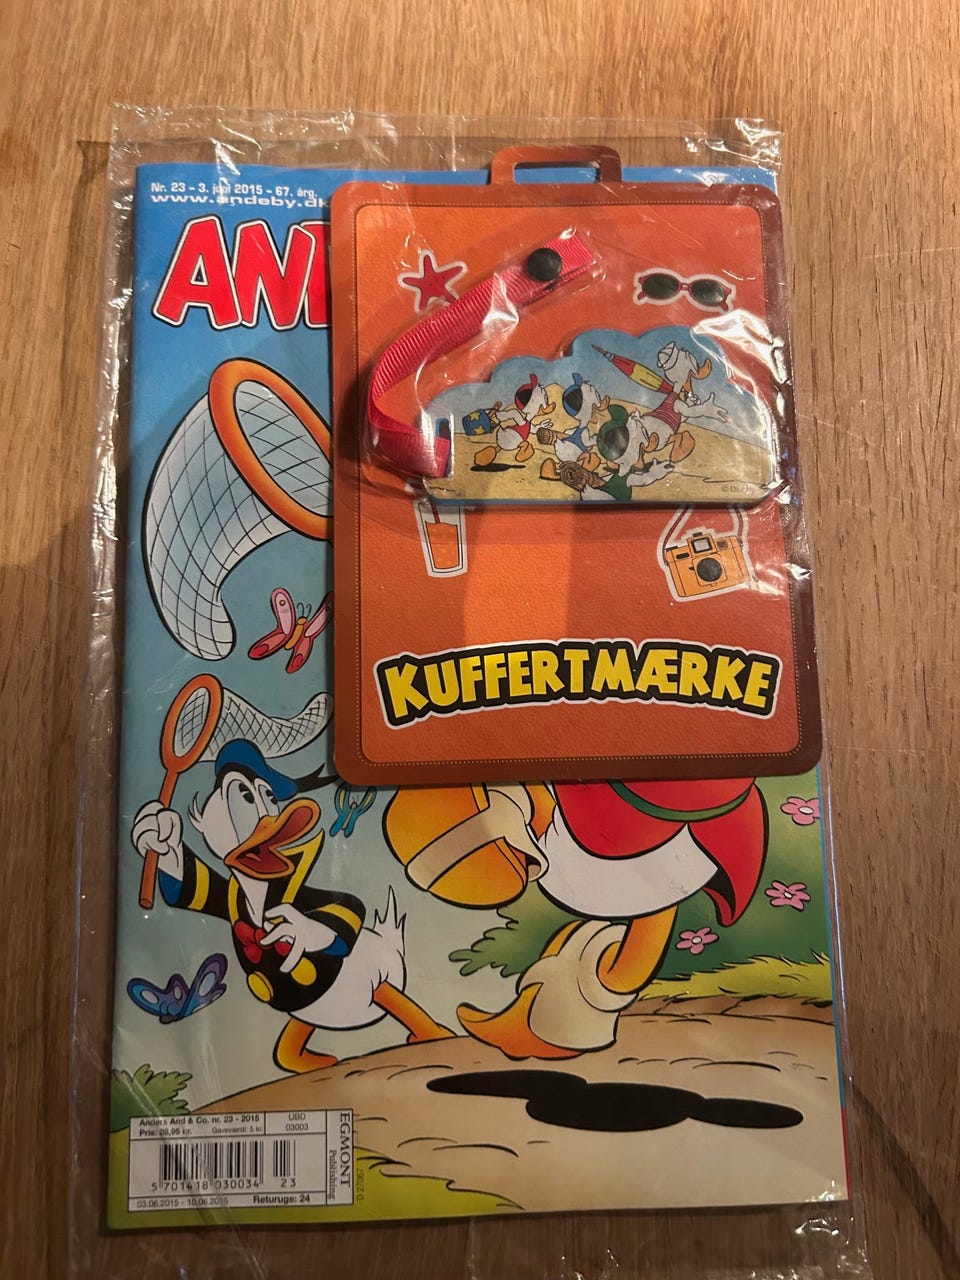 Nr. 23 - 3. juni 2015 - 67. årg.
www.andeby.dk
AND
© Disney
KUFFERTMÆRKE
Anders And & Co. nr. 23 - 2015
Pris: 28,95 kr.
Gaveværdi: 5 kr.
UBD
03003
5 701418 030034
23
03.06.2015 - 10.06.2015
Returuge: 24
EGMONT
Publishing